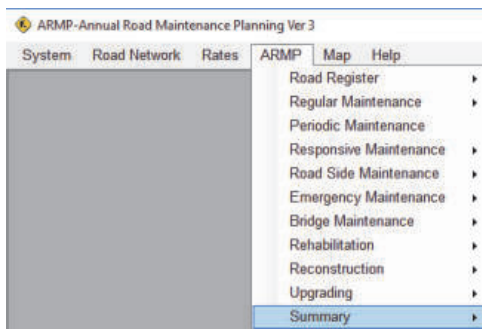 ARMP-Annual Road Maintenance Planning Ver 3
System Road Network Rates ARMP Map Help
Road Register
Regular Maintenance
Periodic Maintenance
Responsive Maintenance
Road Side Maintenance
Emergency Maintenance
Bridge Maintenance
Rehabilitation
Reconstruction
Upgrading
Summary